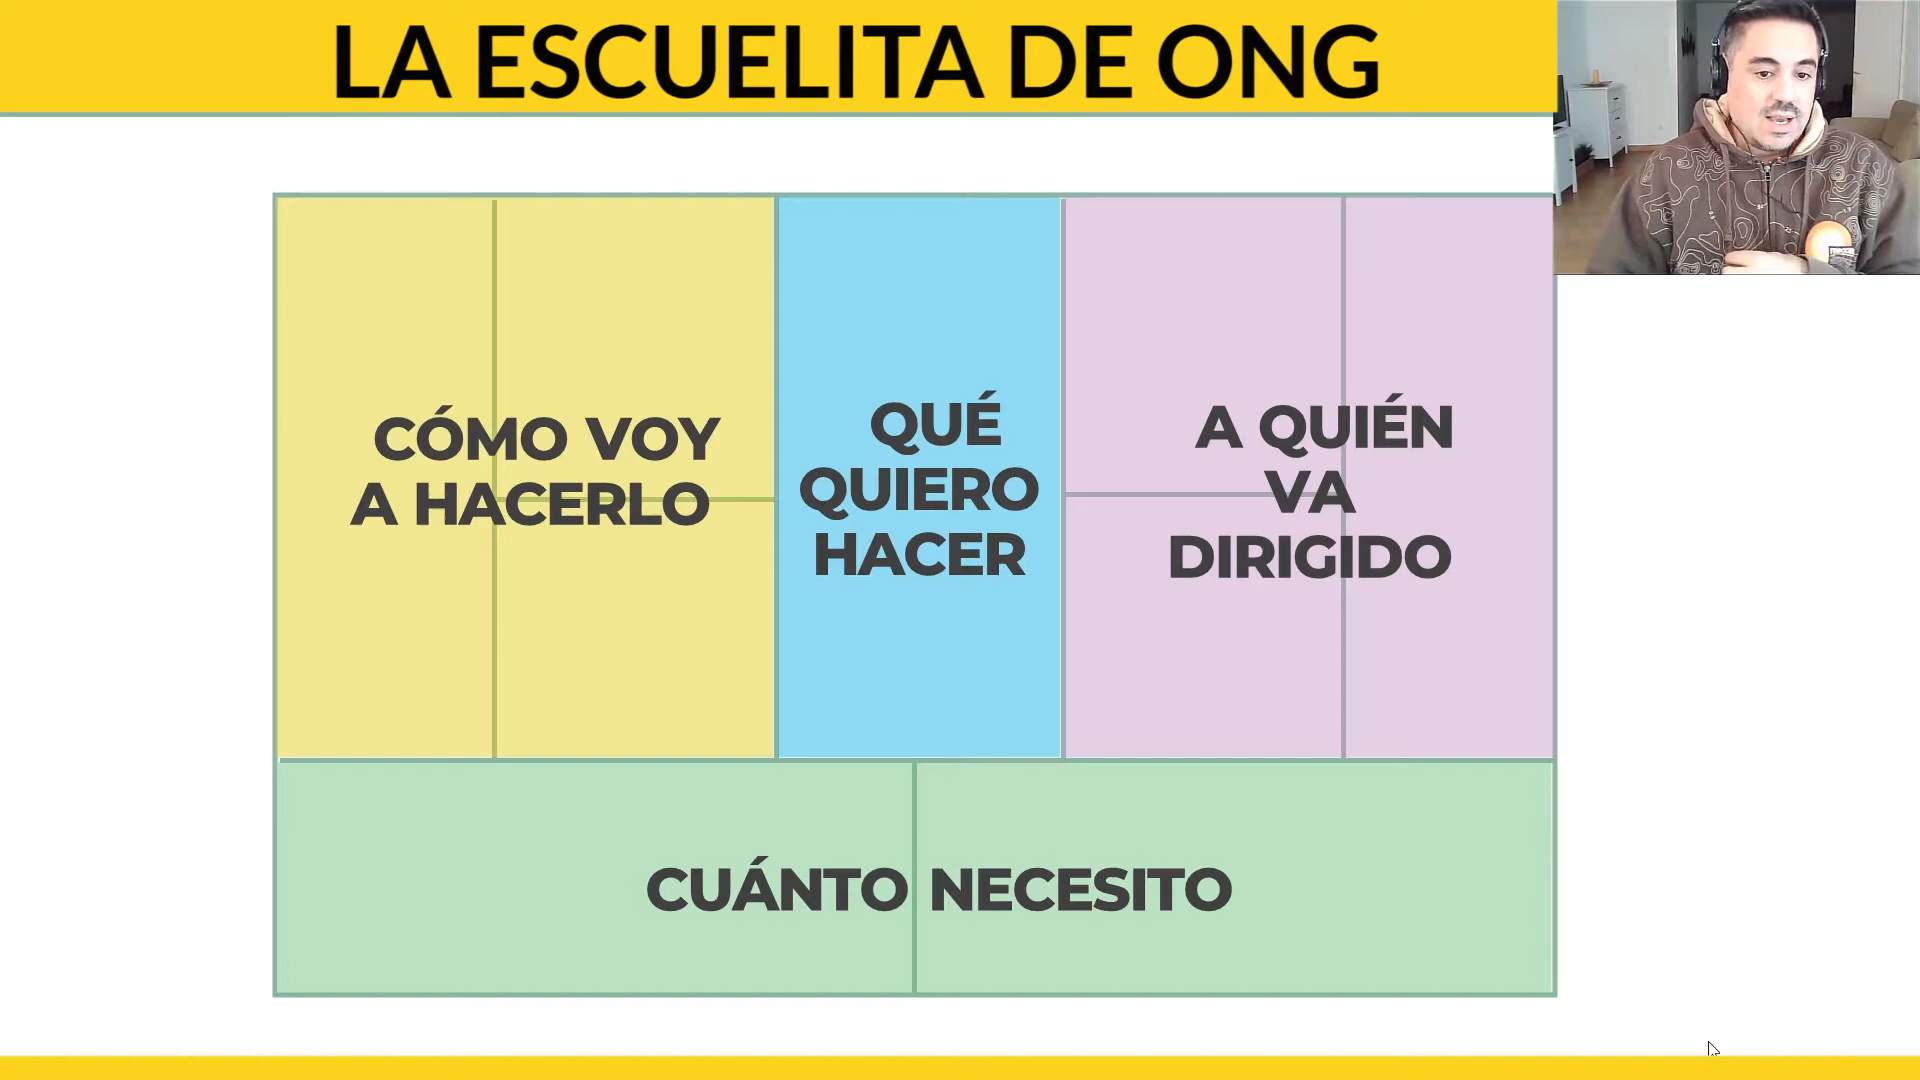 LA ESCUELITA DE ONG
CÓMO VOY
A HACERLO
QUÉ
QUIERO
HACER
A QUIÉN
VA
DIRIGIDO
CUÁNTO NECESITO